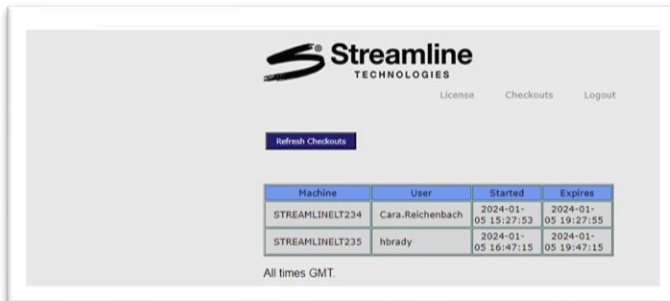 Streamline
TECHNOLOGIES
License Checkouts Logout
Refresh Checkouts
Machine User Started Expires
STREAMLINELT234 Cara.Reichenbach 2024-01-05 15:27:53 2024-01-05 19:27:55
STREAMLINELT235 hbrady 2024-01-05 16:47:15 2024-01-05 19:47:15
All times GMT.